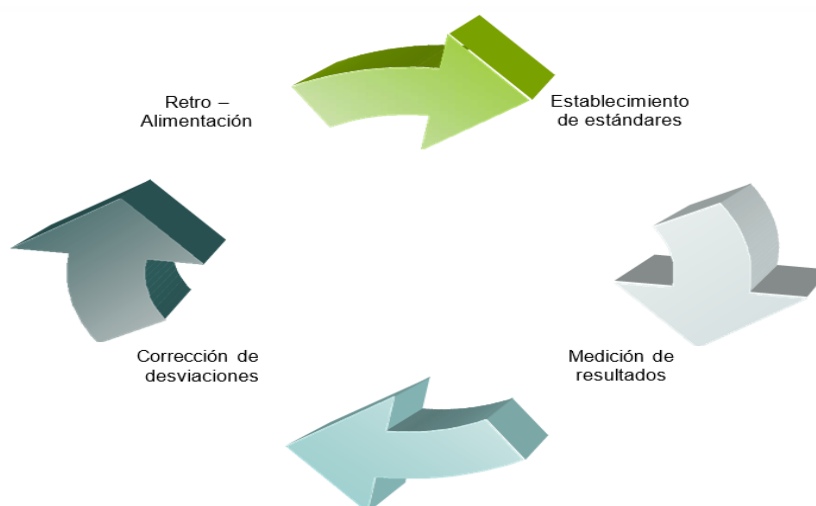 Retro –
Alimentación
Establecimiento
de estándares
Corrección de
desviaciones
Medición de
resultados